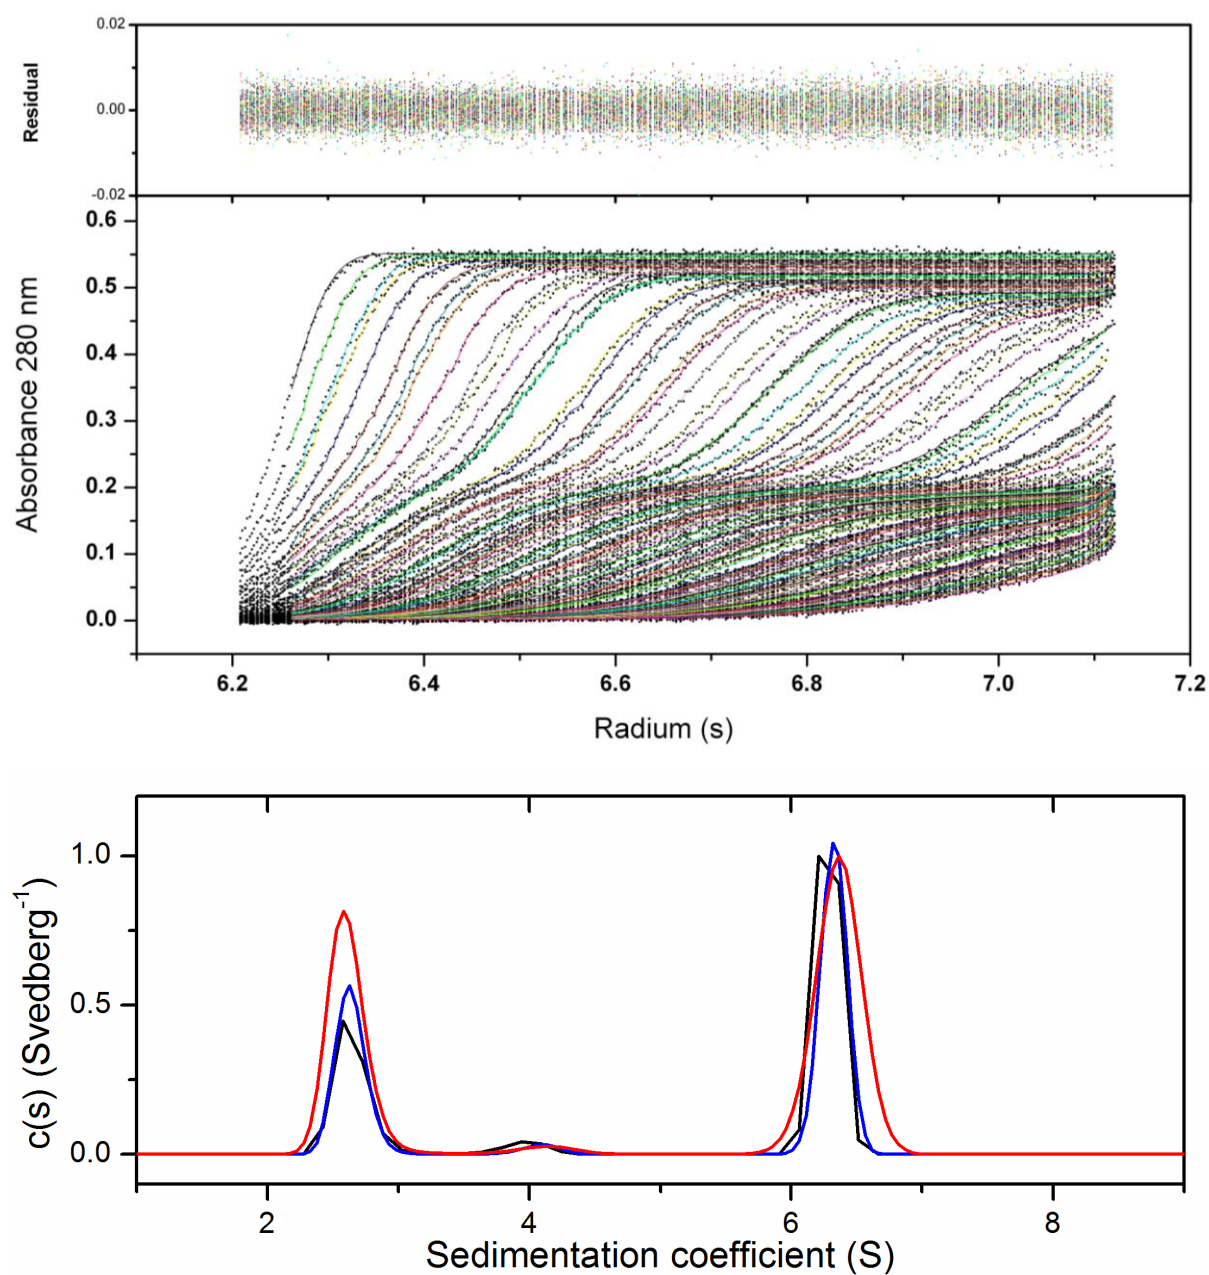 0.02
0.00
-0.02
Residual
0.6
0.5
0.4
0.3
0.2
0.1
0.0
Absorbance 280 nm
6.2 6.4 6.6 6.8 7.0 7.2
Radium (s)
1.0
0.5
0.0
c(s) (Svedberg-1)
2 4 6 8
Sedimentation coefficient (S)